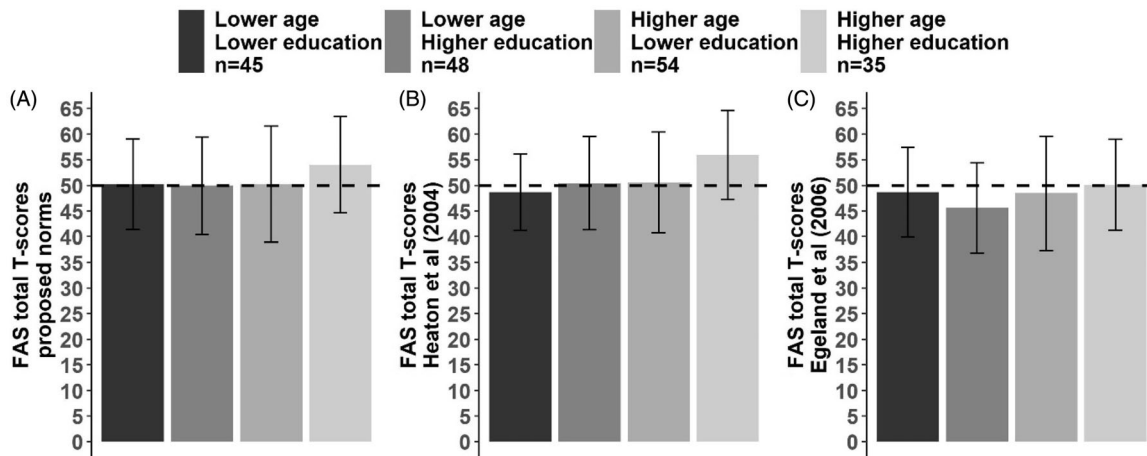 Lower age
Lower education
n=45
Lower age
Higher education
n=48
Higher age
Lower education
n=54
Higher age
Higher education
n=35
(A)
FAS total T-scores
proposed norms
65
60
55
50
45
40
35
30
25
20
15
10
5
0
(B)
FAS total T-scores
Heaton et al (2004)
65
60
55
50
45
40
35
30
25
20
15
10
5
0
(C)
FAS total T-scores
Egeland et al (2006)
65
60
55
50
45
40
35
30
25
20
15
10
5
0